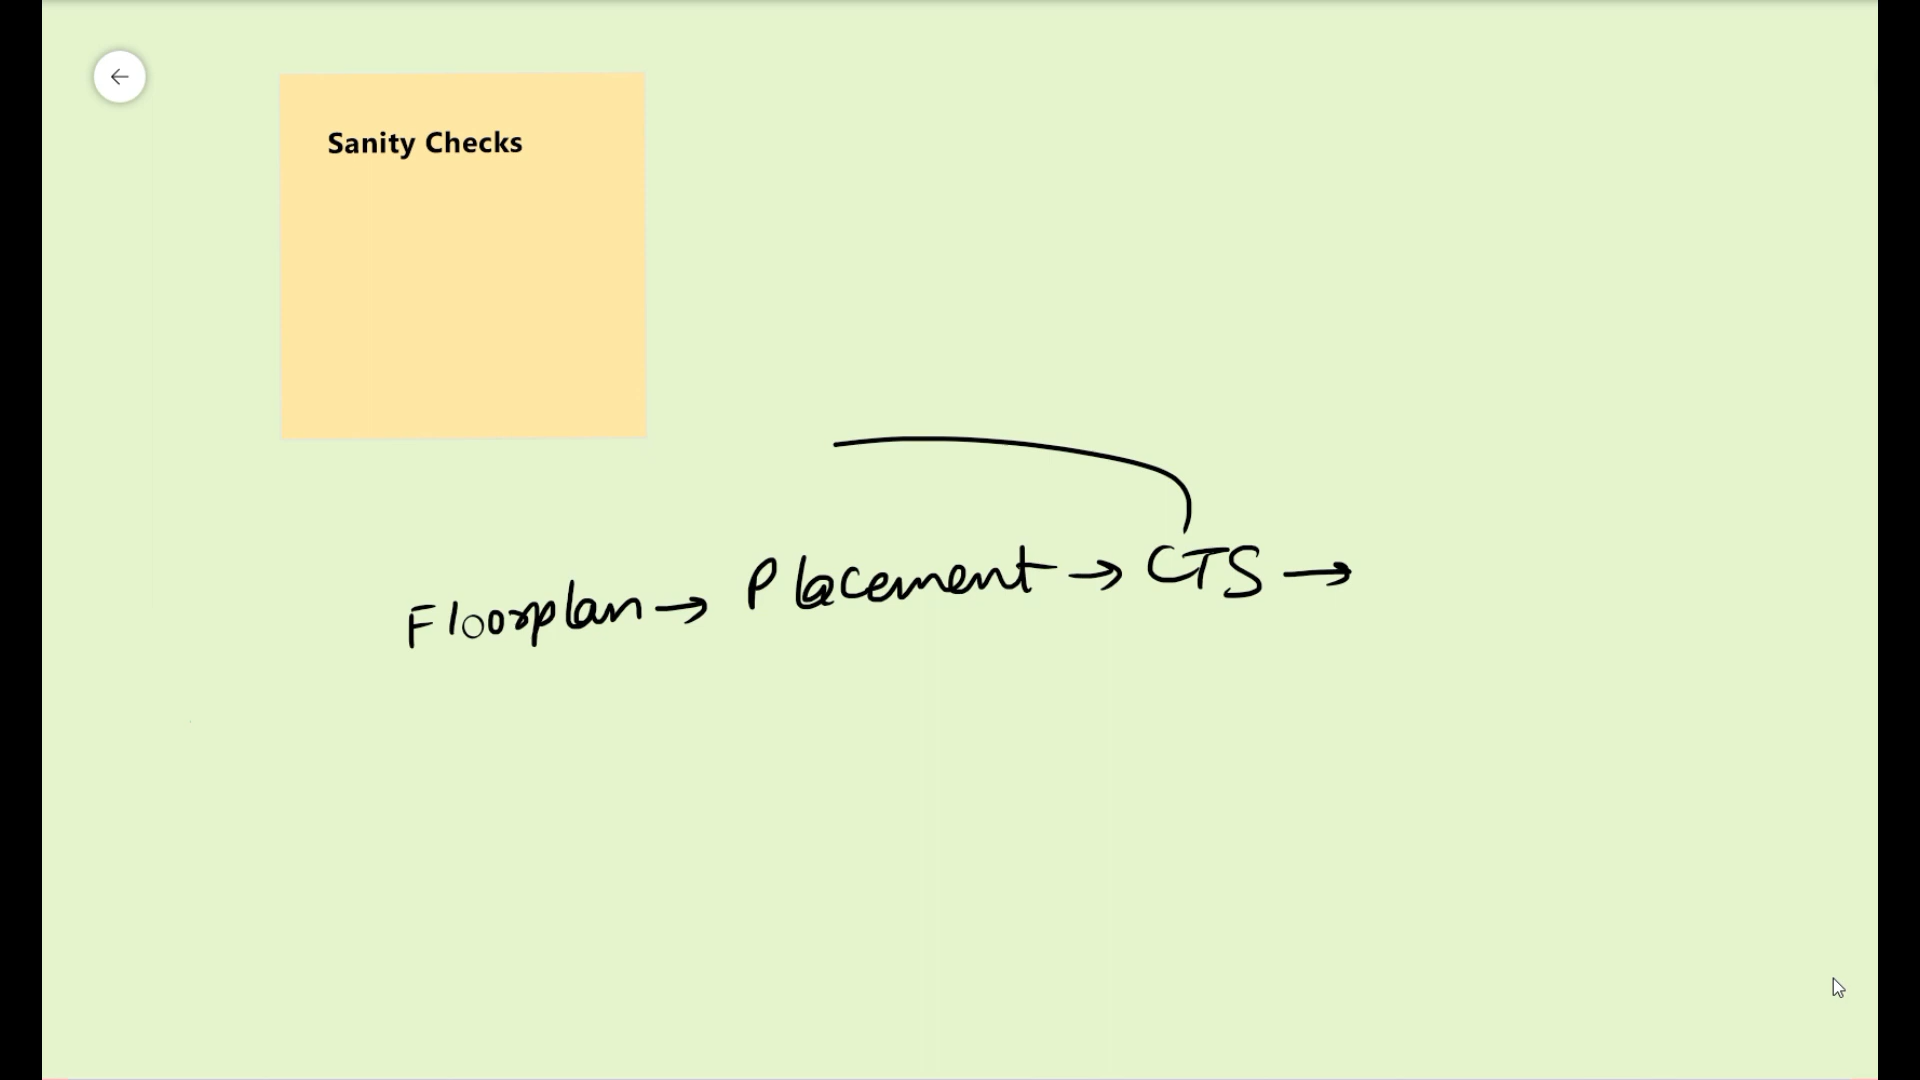 Sanity Checks
Floorplan → Placement → CTS →